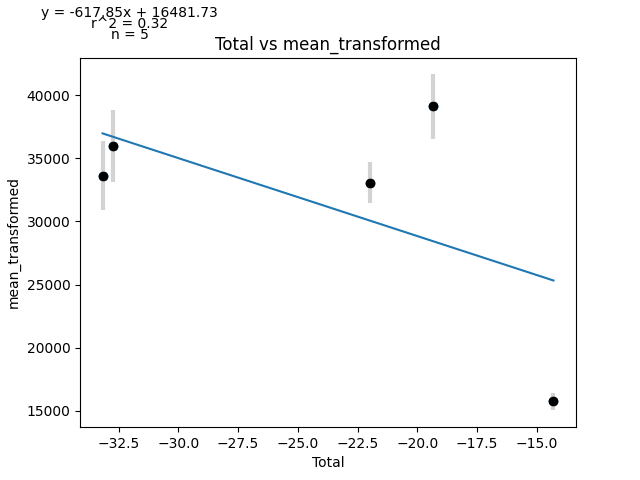 y = -617.85x + 16481.73
r^2 = 0.32
n = 5
Total vs mean_transformed
40000
35000
30000
25000
20000
15000
mean_transformed
−32.5 −30.0 −27.5 −25.0 −22.5 −20.0 −17.5 −15.0
Total